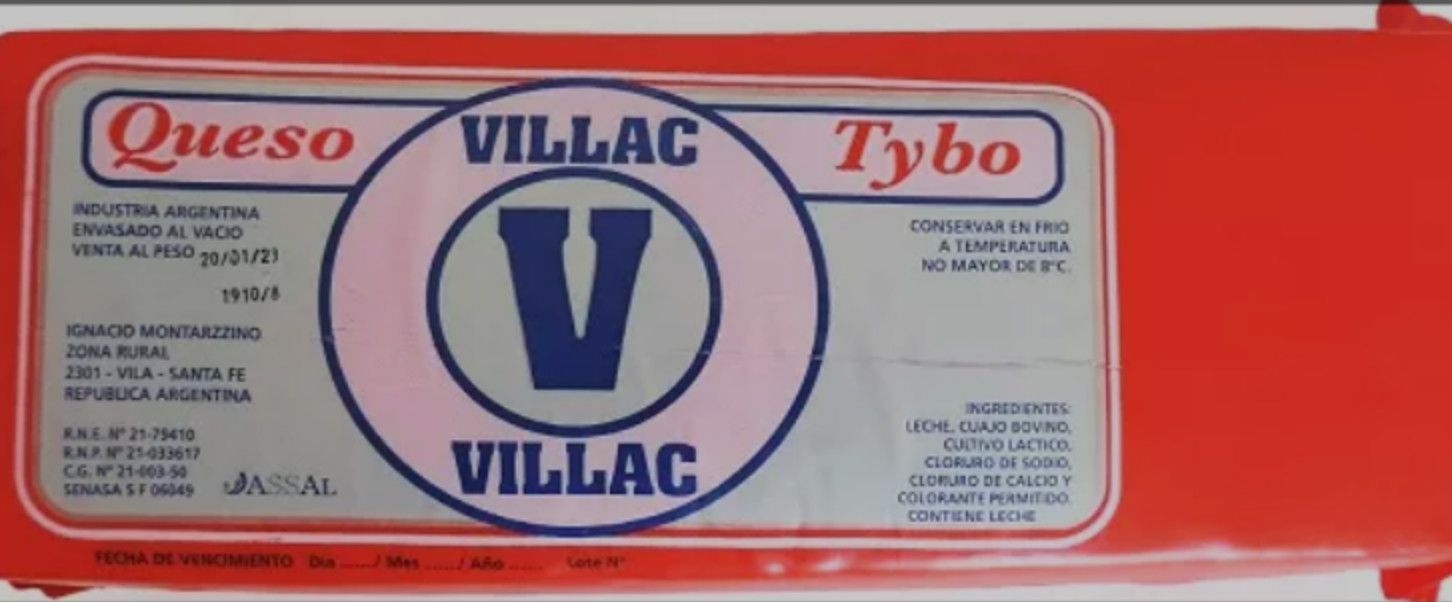 Queso
VILLAC
Tybo
INDUSTRIA ARGENTINA
ENVASADO AL VACIO
VENTA AL PESO 20/01/23
1910/8
IGNACIO MONTARZZINO
ZONA RURAL
2301 - VILA - SANTA FE
REPUBLICA ARGENTINA
R.N.E. Nº 21-79410
R.N.P. Nº 21-033617
C.G. Nº 21-003-50
SENASA S F 06049
ASSAL
V
VILLAC
CONSERVAR EN FRIO
A TEMPERATURA
NO MAYOR DE 8ºC.
INGREDIENTES:
LECHE, CUAJO BOVINO,
CULTIVO LACTICO,
CLORURO DE SODIO,
CLORURO DE CALCIO Y
COLORANTE PERMITIDO.
CONTIENE LECHE
FECHA DE VENCIMIENTO Dia ....../ Mes ....../ Año ...... Lote Nº